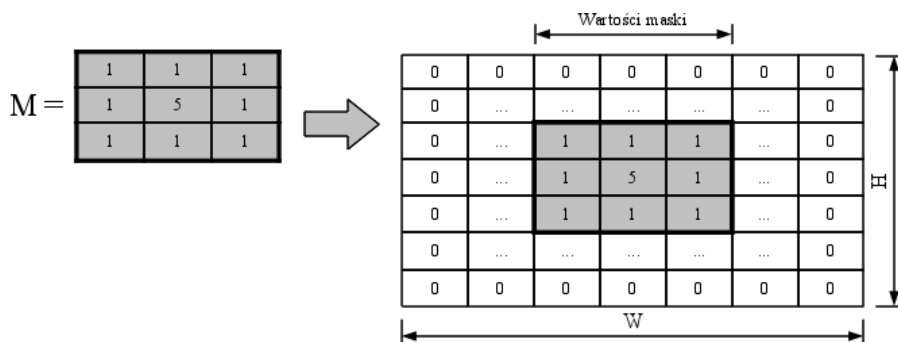 Wartości maski
M =
1 1 1
1 5 1
1 1 1
0 0 0 0 0 0 0
0 ... ... ... ... ... 0
0 ... 1 1 1 ... 0
0 ... 1 5 1 ... 0
0 ... 1 1 1 ... 0
0 ... ... ... ... ... 0
0 0 0 0 0 0 0
H
W